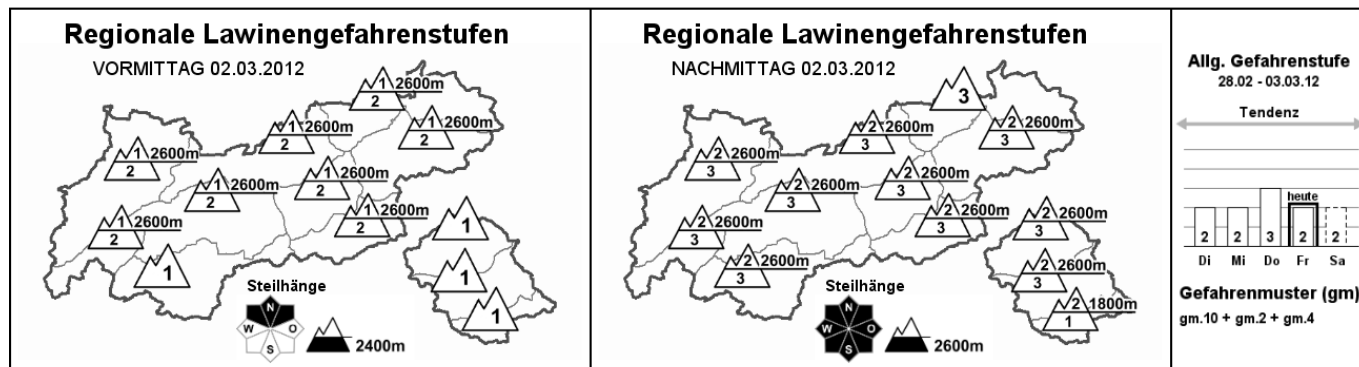 Regionale Lawinengefahrenstufen
VORMITTAG 02.03.2012
1 2600m
2
1 2600m
2
1 2600m
2
1 2600m
2
1 2600m
2
1 2600m
2
1 2600m
2
1 2600m
2
1
1
1
1
Steilhänge
N
W O
S
2400m
Regionale Lawinengefahrenstufen
NACHMITTAG 02.03.2012
3
2 2600m
3
2 2600m
3
2 2600m
3
2 2600m
3
2 2600m
3
2 2600m
3
2 2600m
3
2 2600m
3
2 2600m
3
2 2600m
3
2 1800m
1
Steilhänge
N
W O
S
2600m
Allg. Gefahrenstufe
28.02 - 03.03.12
Tendenz
heute
2 2 3 2 2
Di Mi Do Fr Sa
Gefahrenmuster (gm)
gm.10 + gm.2 + gm.4